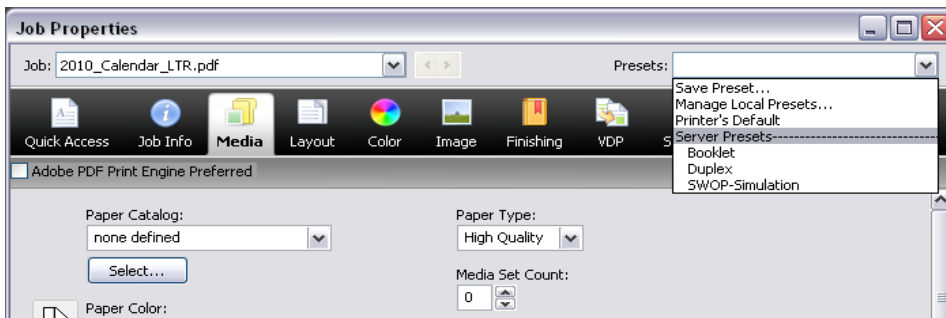 Job Properties
Job: 2010_Calendar_LTR.pdf Presets:
Save Preset...
Manage Local Presets...
Printer's Default
Server Presets
Booklet
Duplex
SWOP-Simulation
Quick Access Job Info Media Layout Color Image Finishing VDP S
Adobe PDF Print Engine Preferred
Paper Catalog: Paper Type:
none defined High Quality
Select... Media Set Count:
0
Paper Color: